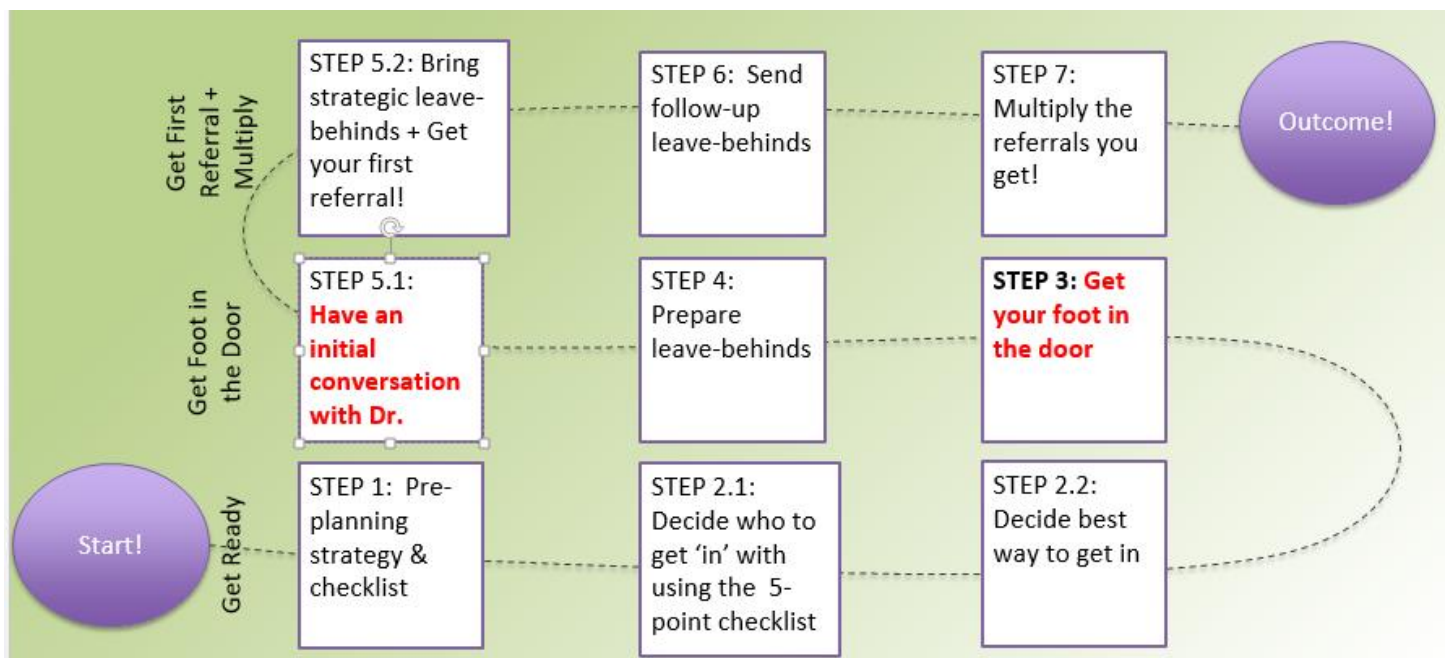 Get First
Referral +
Multiply
STEP 5.2: Bring
strategic leave-
behinds + Get
your first
referral!
STEP 6:  Send
follow-up
leave-behinds
STEP 7:
Multiply the
referrals you
get!
Outcome!
Get Foot in
the Door
STEP 5.1:
Have an
initial
conversation
with Dr.
STEP 4:
Prepare
leave-behinds
STEP 3: Get
your foot in
the door
Start!
Get Ready
STEP 1:  Pre-
planning
strategy &
checklist
STEP 2.1:
Decide who to
get ‘in’ with
using the  5-
point checklist
STEP 2.2:
Decide best
way to get in